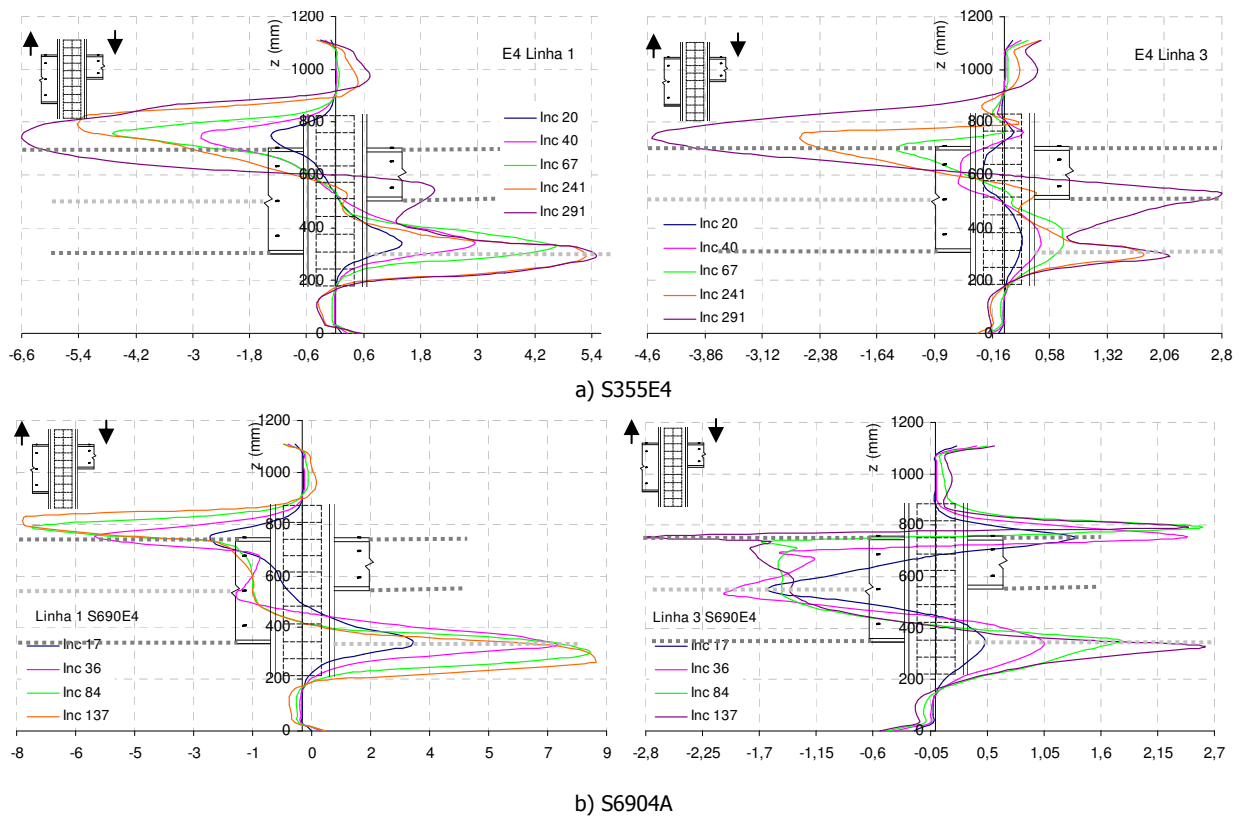 1200
1000
800
600
400
200
0
z (mm)
E4 Linha 1
Inc 20
Inc 40
Inc 67
Inc 241
Inc 291
-6,6 -5,4 -4,2 -3 -1,8 -0,6 0,6 1,8 3 4,2 5,4
1200
1000
800
600
400
200
0
z (mm)
E4 Linha 3
Inc 20
Inc 40
Inc 67
Inc 241
Inc 291
-4,6 -3,86 -3,12 -2,38 -1,64 -0,9 -0,16 0,58 1,32 2,06 2,8
a) S355E4
1200
1000
800
600
400
200
0
z (mm)
Linha 1 S690E4
Inc 17
Inc 36
Inc 84
Inc 137
-8 -6 -5 -3 -1 0 2 4 5 7 9
1200
1000
800
600
400
200
0
z (mm)
Linha 3 S690E4
Inc 17
Inc 36
Inc 84
Inc 137
-2,8 -2,25 -1,7 -1,15 -0,6 -0,05 0,5 1,05 1,6 2,15 2,7
b) S6904A